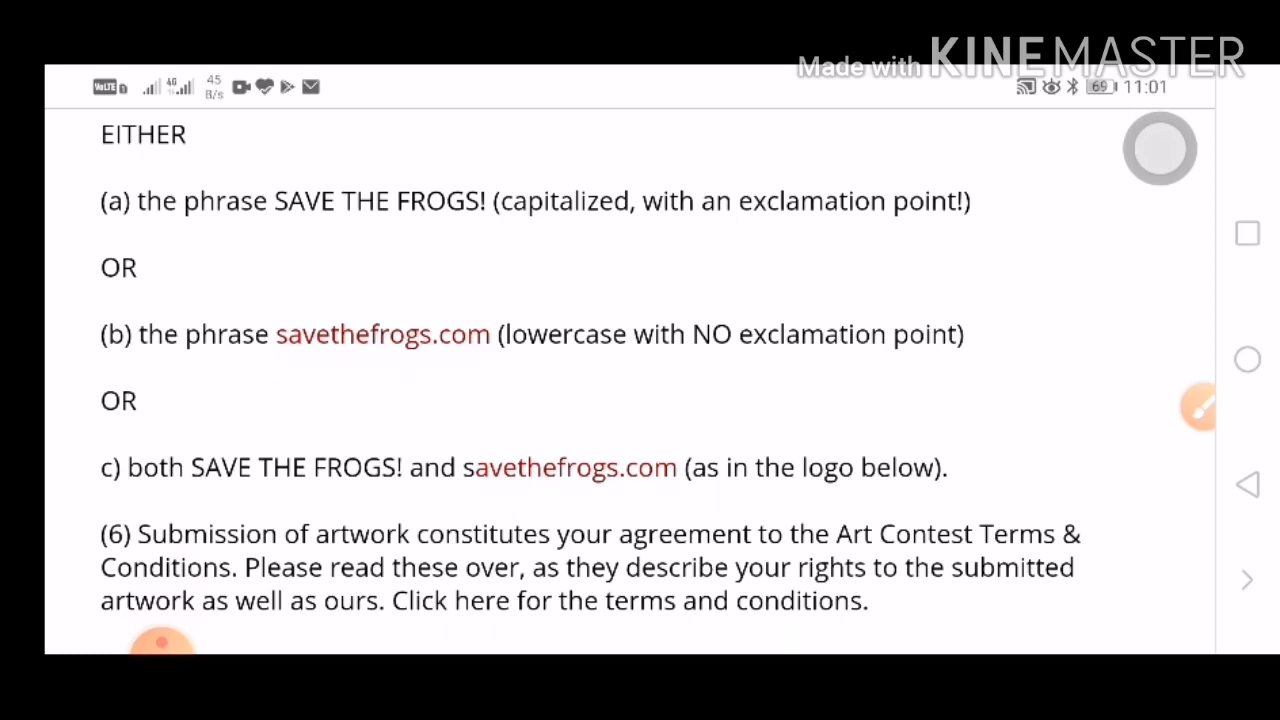 Made with KINEMASTER
VoLTE 4G 45 B/s 69 11:01
EITHER
(a) the phrase SAVE THE FROGS! (capitalized, with an exclamation point!)
OR
(b) the phrase savethefrogs.com (lowercase with NO exclamation point)
OR
c) both SAVE THE FROGS! and savethefrogs.com (as in the logo below).
(6) Submission of artwork constitutes your agreement to the Art Contest Terms &
Conditions. Please read these over, as they describe your rights to the submitted
artwork as well as ours. Click here for the terms and conditions.